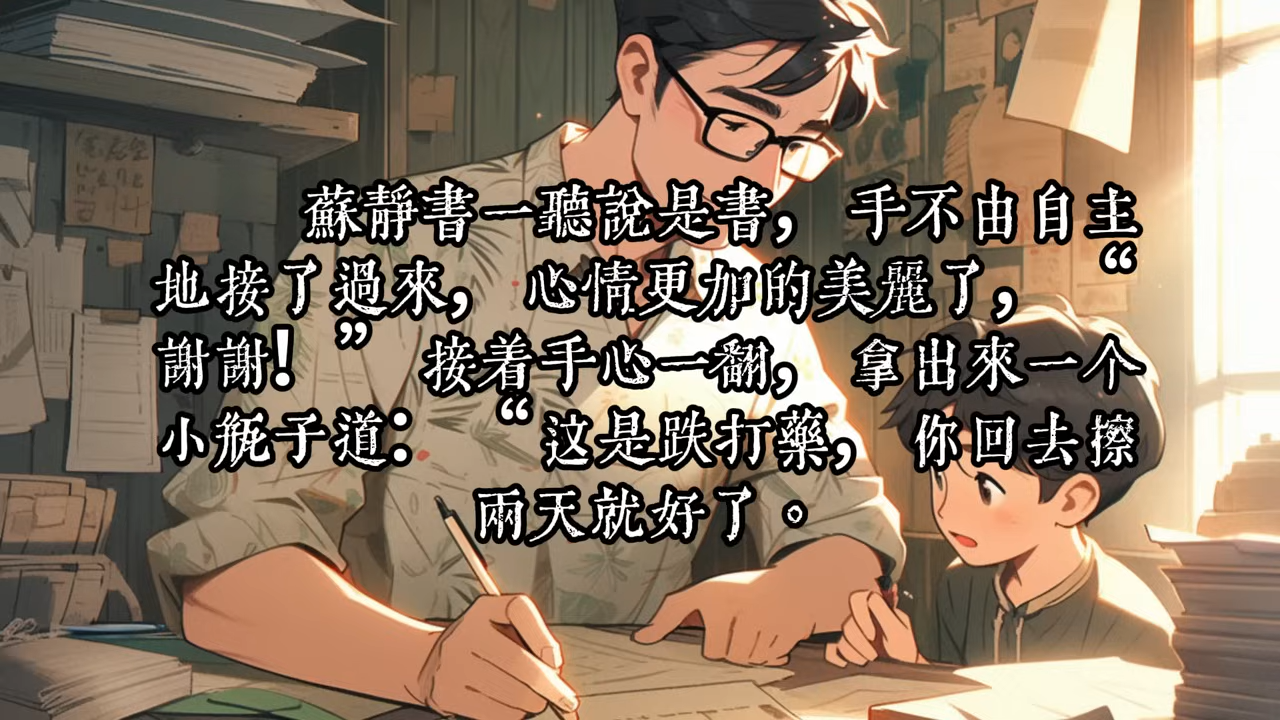 蘇靜書一聽說是書，手不由自主
地接了過來，心情更加的美麗了，“
謝謝！”接着手心一翻，拿出來一个
小瓶子道：“这是跌打藥，你回去擦
兩天就好了。